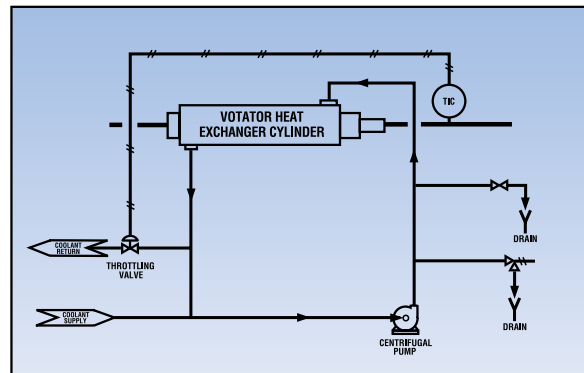 TIC
VOTATOR HEAT
EXCHANGER CYLINDER
DRAIN
COOLANT
RETURN
THROTTLING
VALVE
COOLANT
SUPPLY
DRAIN
CENTRIFUGAL
PUMP